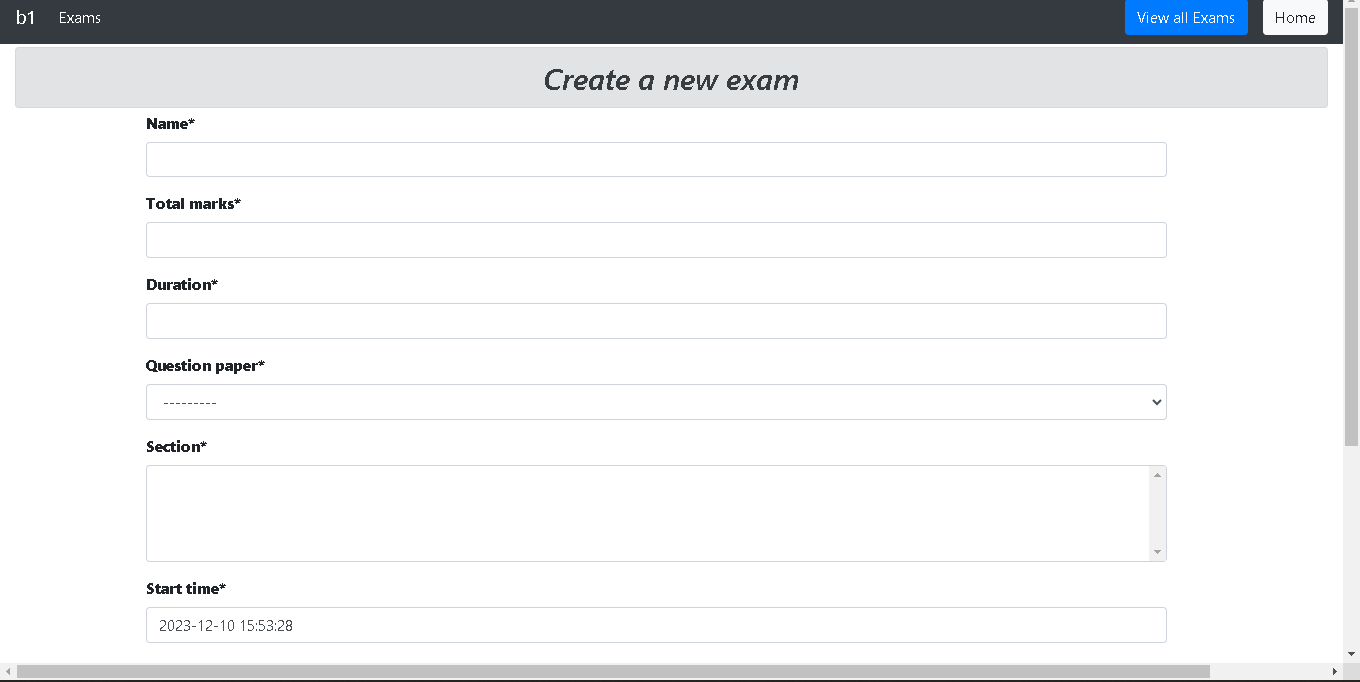 b1 Exams View all Exams Home
Create a new exam
Name*
Total marks*
Duration*
Question paper*
---------
Section*
Start time*
2023-12-10 15:53:28